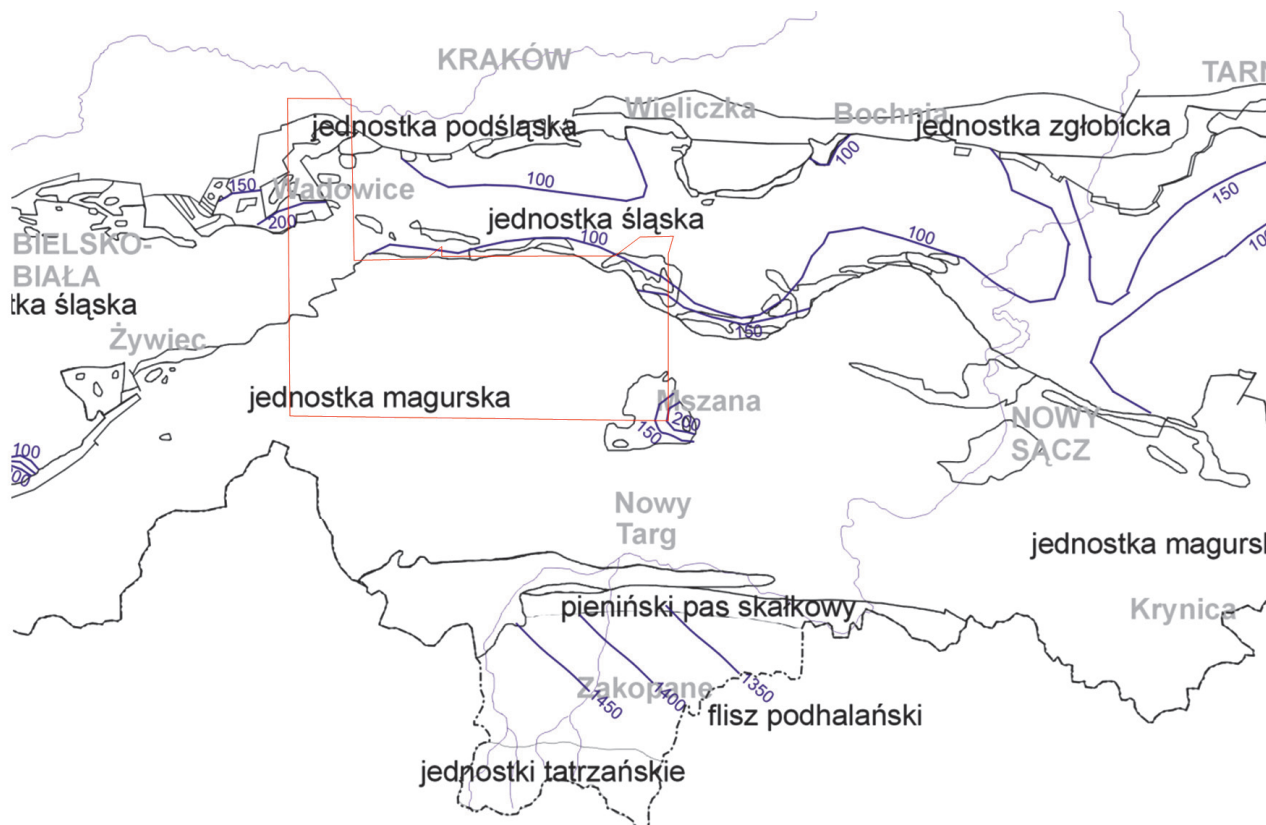 KRAKÓW
TARN
Wieliczka
Bochnia
jednostka podśląska
jednostka zgłobicka
100
150
Wadowice
100
150
200
jednostka śląska
100
100
100
BIELSKO-
BIAŁA
tka śląska
150
Żywiec
jednostka magurska
Mszana
200
150
NOWY
SĄCZ
100
Nowy
Targ
jednostka magursk
pieniński pas skałkowy
Krynica
Zakopane
1450
1400
1350
flisz podhalański
jednostki tatrzańskie